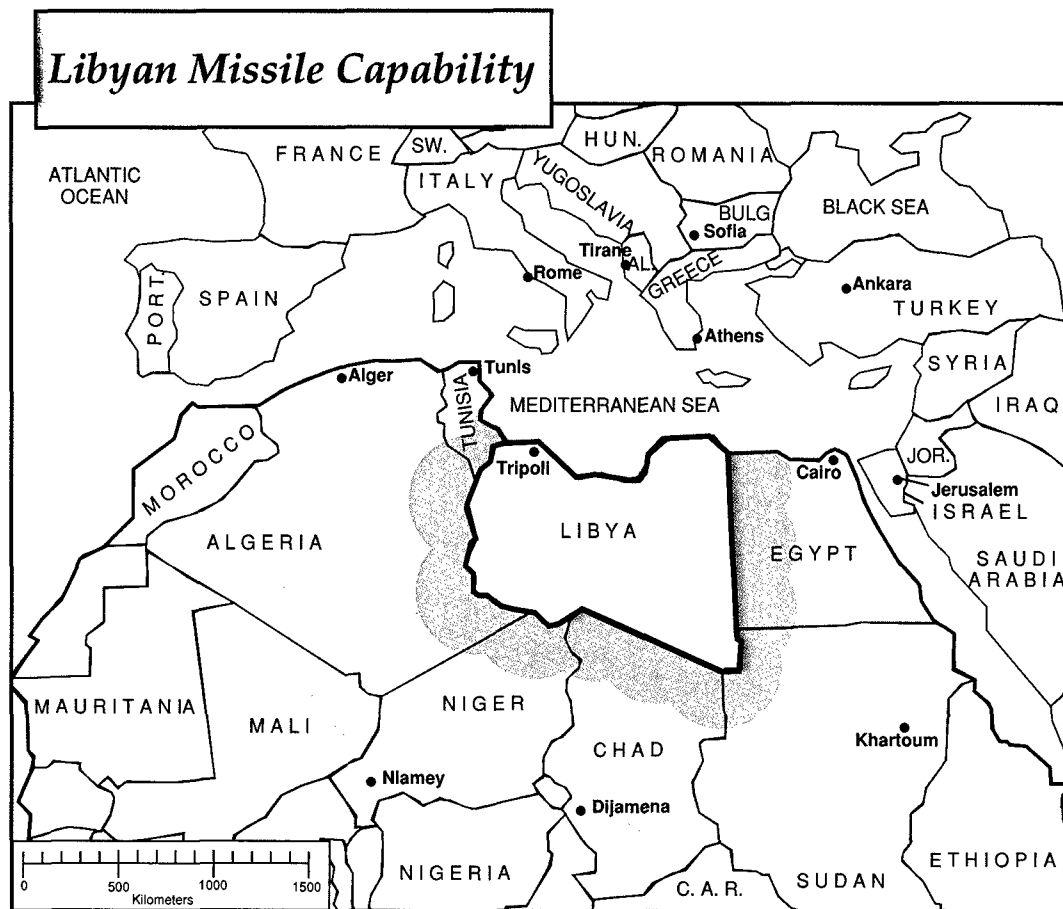 Libyan Missile Capability
FRANCE
SW.
HUN.
ROMANIA
ATLANTIC
OCEAN
ITALY
YUGOSLAVIA
BULG
BLACK SEA
Sofia
Tirane
AL.
GREECE
Rome
Ankara
PORT
SPAIN
TURKEY
Athens
SYRIA
Alger
Tunis
TUNISIA
MEDITERRANEAN SEA
IRAQ
MOROCCO
Tripoli
Cairo
JOR.
Jerusalem
ISRAEL
ALGERIA
LIBYA
EGYPT
SAUDI
ARABIA
MAURITANIA
MALI
NIGER
CHAD
Khartoum
Niamey
Dijamena
NIGERIA
C.A.R.
SUDAN
ETHIOPIA
0 500 1000 1500
Kilometers